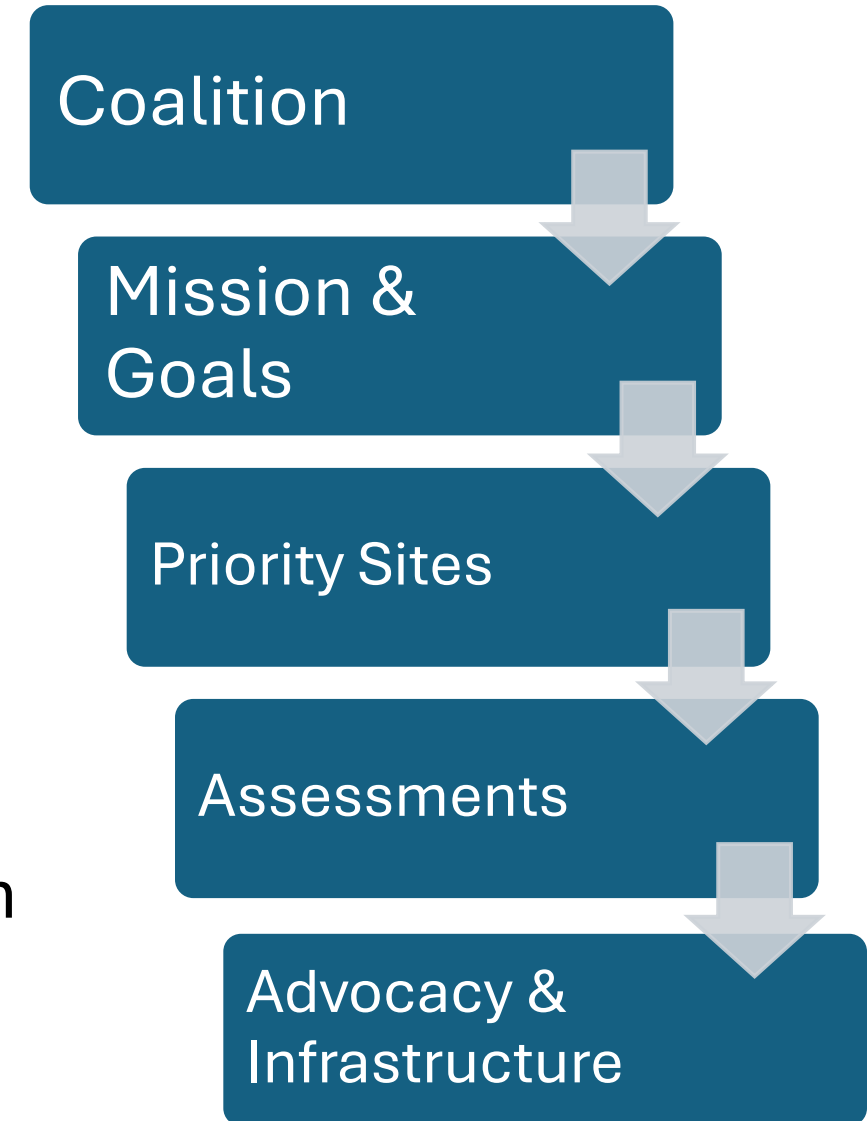 Coalition
Mission &
Goals
Priority Sites
Assessments
n
Advocacy &
Infrastructure